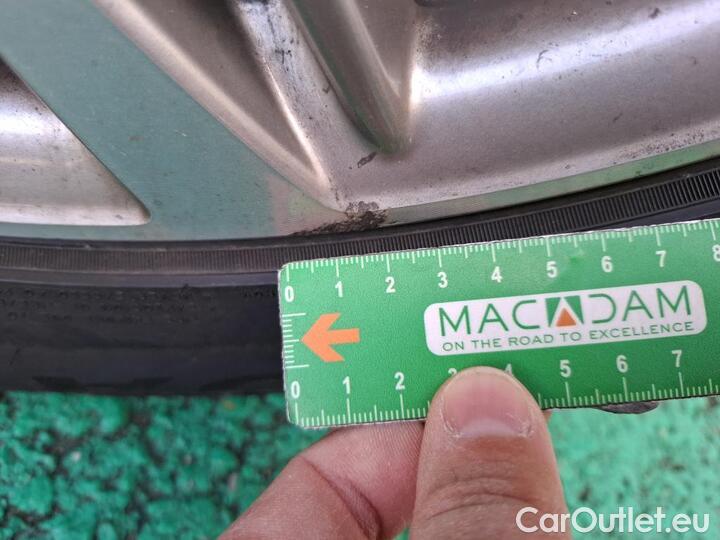 0 1 2 3 4 5 6 7 8
MACADAM
ON THE ROAD TO EXCELLENCE
0 1 2 3 4 5 6 7
CarOutlet.eu